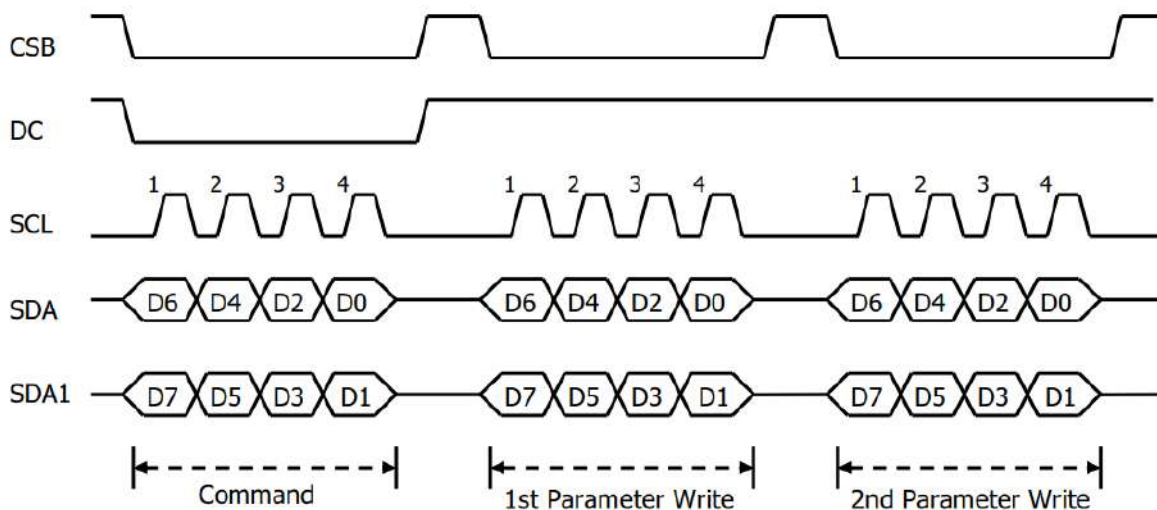 CSB
DC
1 2 3 4 1 2 3 4 1 2 3 4
SCL
SDA D6 D4 D2 D0 D6 D4 D2 D0 D6 D4 D2 D0
SDA1 D7 D5 D3 D1 D7 D5 D3 D1 D7 D5 D3 D1
Command 1st Parameter Write 2nd Parameter Write